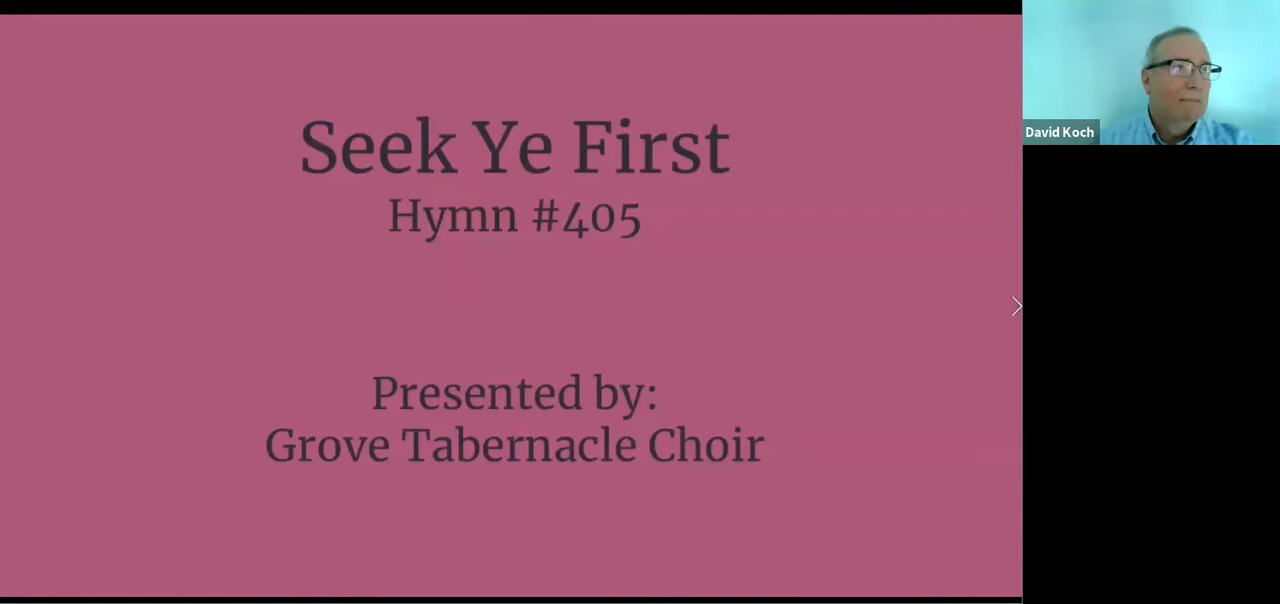 Seek Ye First
Hymn #405
Presented by:
Grove Tabernacle Choir
David Koch